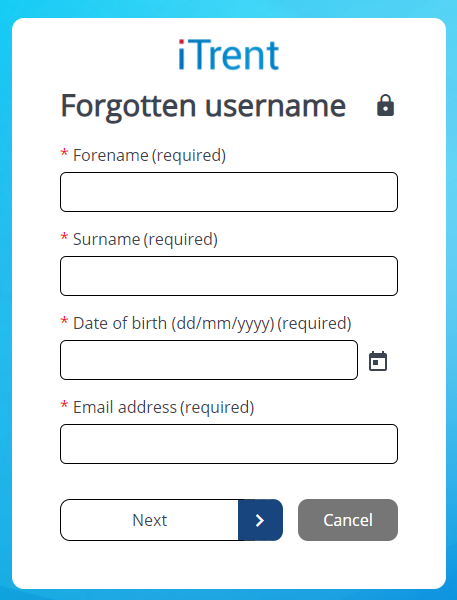 iTrent
Forgotten username
* Forename (required)
* Surname (required)
* Date of birth (dd/mm/yyyy) (required)
* Email address (required)
Next
Cancel